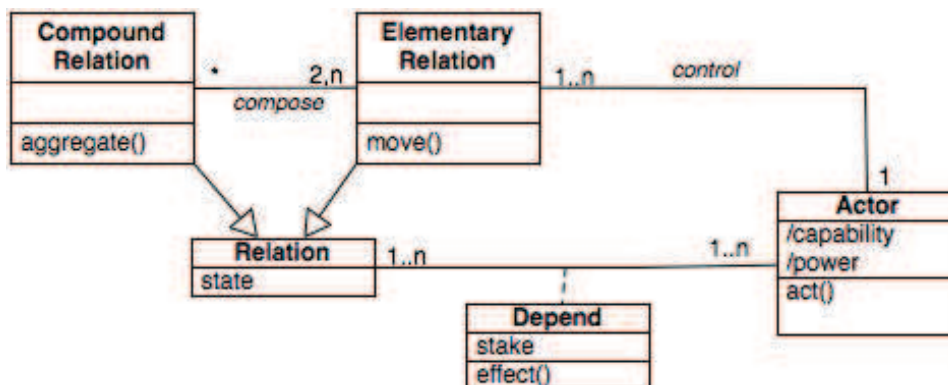 Compound
Relation
aggregate()
*
compose
2,n
Elementary
Relation
move()
1..n
control
1
Actor
/capability
/power
act()
Relation
state
1..n
1..n
Depend
stake
effect()